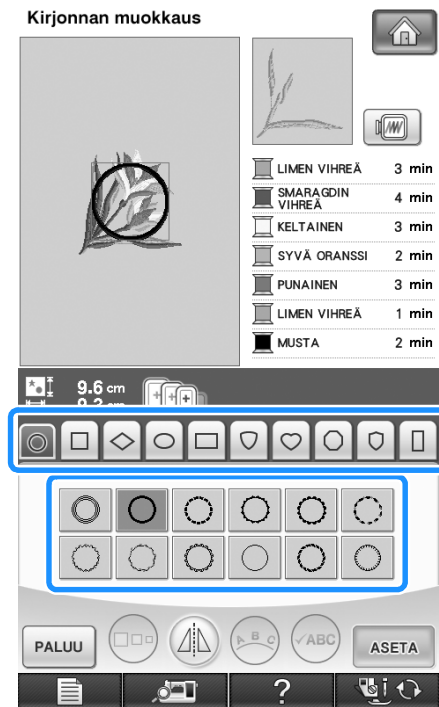 Kirjonnan muokkaus
LIMEN VIHREÄ 3 min
SMARAGDIN
VIHREÄ 4 min
KELTAINEN 3 min
SYVÄ ORANSSI 2 min
PUNAINEN 3 min
LIMEN VIHREÄ 1 min
MUSTA 2 min
9.6 cm
PALUU
A B C
ABC
ASETA
?